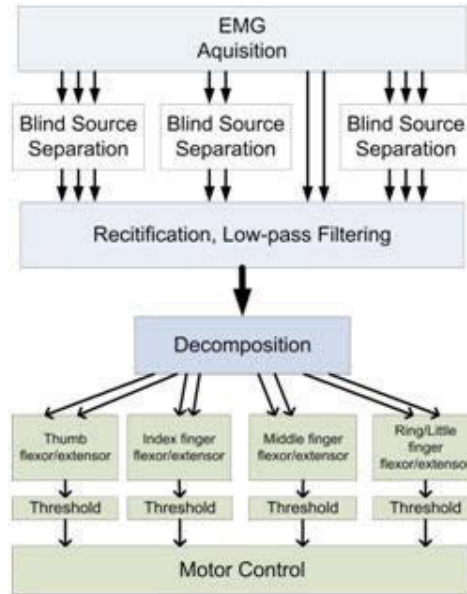 EMG
Aquisition
Blind Source
Separation
Blind Source
Separation
Blind Source
Separation
Recitification, Low-pass Filtering
Decomposition
Thumb
flexor/extensor
Index finger
flexor/extensor
Middle finger
flexor/extensor
Ring/Little
finger
flexor/extensor
Threshold
Threshold
Threshold
Threshold
Motor Control